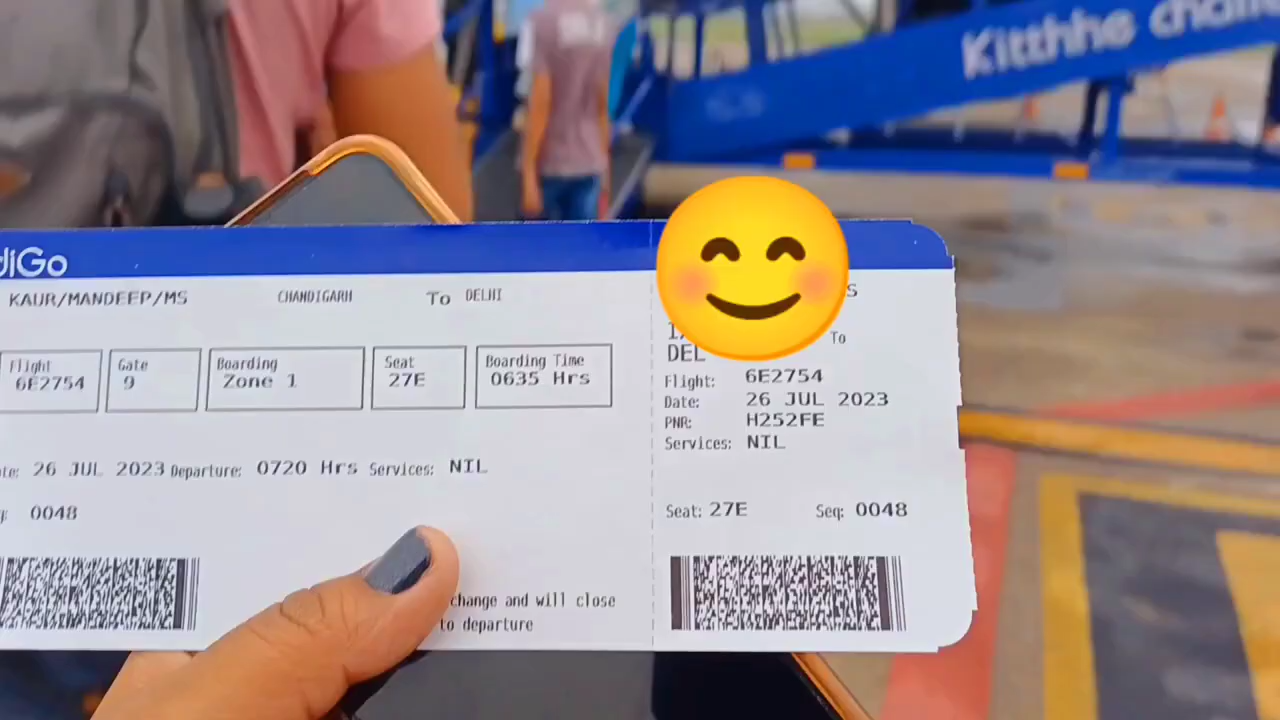 Kitthhe challe
diGo
KAUR/MANDEEP/MS CHANDIGARH To DELHI
Flight Gate Boarding Seat Boarding Time
6E2754 9 Zone 1 27E 0635 Hrs
te: 26 JUL 2023 Departure: 0720 Hrs Services: NIL
q: 0048
change and will close
to departure
S
To
DEL
Flight: 6E2754
Date: 26 JUL 2023
PNR: H252FE
Services: NIL
Seat: 27E Seq: 0048